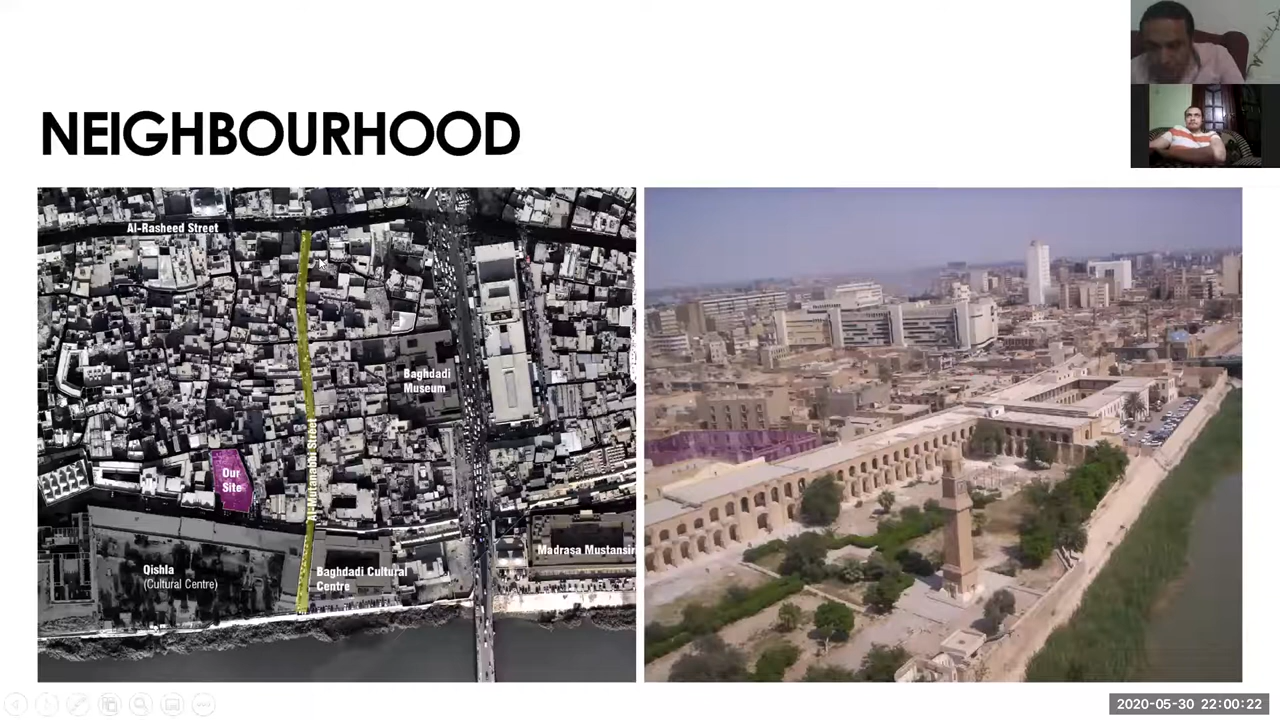 NEIGHBOURHOOD
Al-Rasheed Street
Al-Mutanabbi Street
Baghdadi
Museum
Our
Site
Madrasa Mustansir
Qishla
(Cultural Centre)
Baghdadi Cultural
Centre
2020-05-30 22:00:22